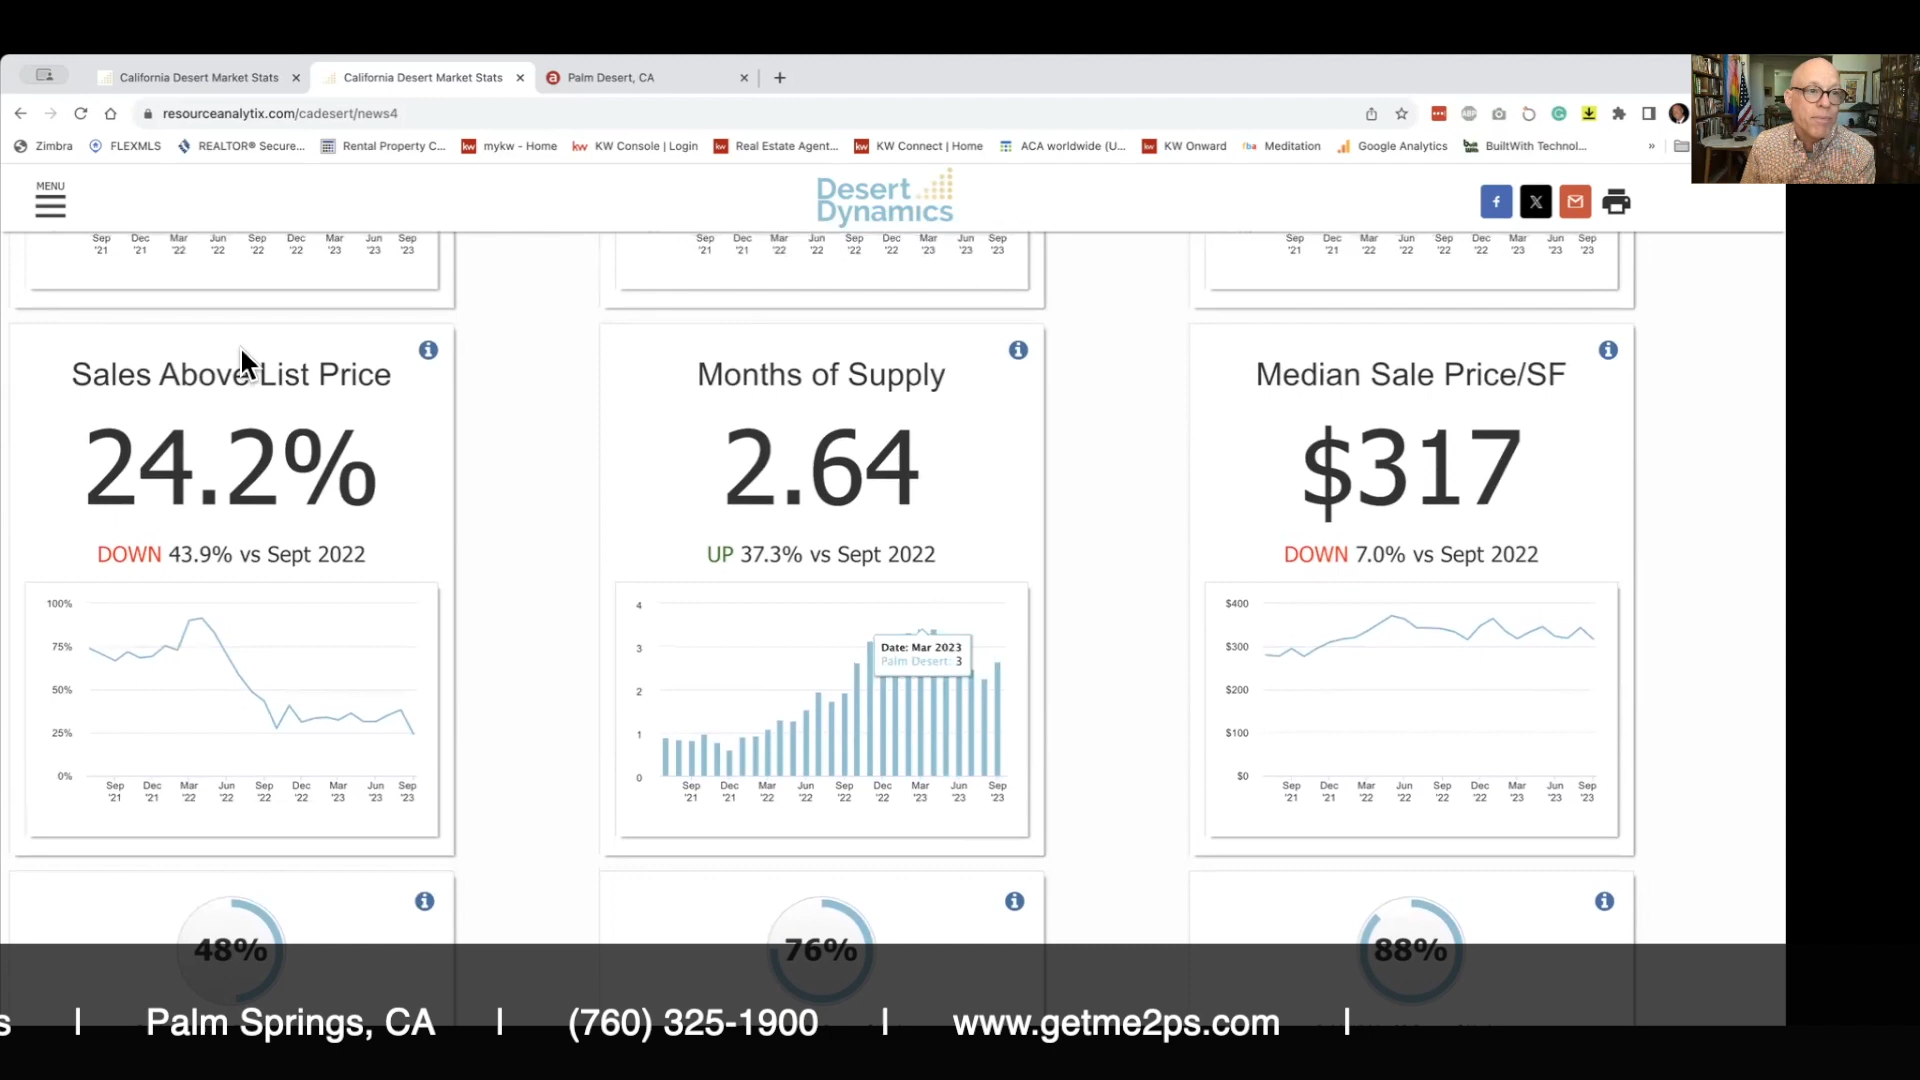 California Desert Market Stats
California Desert Market Stats
Palm Desert, CA
resourceanalytix.com/cadesert/news4
ABP
Zimbra
FLEXMLS
REALTOR® Secure...
Rental Property C...
kw mykw - Home
kw KW Console | Login
kw Real Estate Agent...
kw KW Connect | Home
ACA worldwide (U...
kw KW Onward
fba Meditation
Google Analytics
BuiltWith Technol...
»
MENU
Desert
Dynamics
Sep Dec Mar Jun Sep Dec Mar Jun Sep
'21 '21 '22 '22 '22 '22 '23 '23 '23
Sep Dec Mar Jun Sep Dec Mar Jun Sep
'21 '21 '22 '22 '22 '22 '23 '23 '23
Sep Dec Mar Jun Sep Dec Mar Jun Sep
'21 '21 '22 '22 '22 '22 '23 '23 '23
Sales Above List Price
24.2%
DOWN 43.9% vs Sept 2022
100%
75%
50%
25%
0%
Sep Dec Mar Jun Sep Dec Mar Jun Sep
'21 '21 '22 '22 '22 '22 '23 '23 '23
Months of Supply
2.64
UP 37.3% vs Sept 2022
4
3
2
1
0
Date: Mar 2023
Palm Desert: 3
Sep Dec Mar Jun Sep Dec Mar Jun Sep
'21 '21 '22 '22 '22 '22 '23 '23 '23
Median Sale Price/SF
$317
DOWN 7.0% vs Sept 2022
$400
$300
$200
$100
$0
Sep Dec Mar Jun Sep Dec Mar Jun Sep
'21 '21 '22 '22 '22 '22 '23 '23 '23
48%
76%
88%
s | Palm Springs, CA | (760) 325-1900 | www.getme2ps.com |